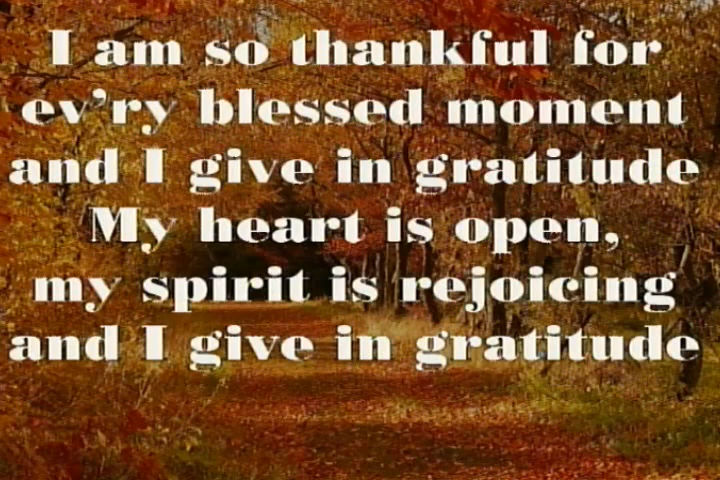 I am so thankful for
ev'ry blessed moment
and I give in gratitude
My heart is open,
my spirit is rejoicing
and I give in gratitude